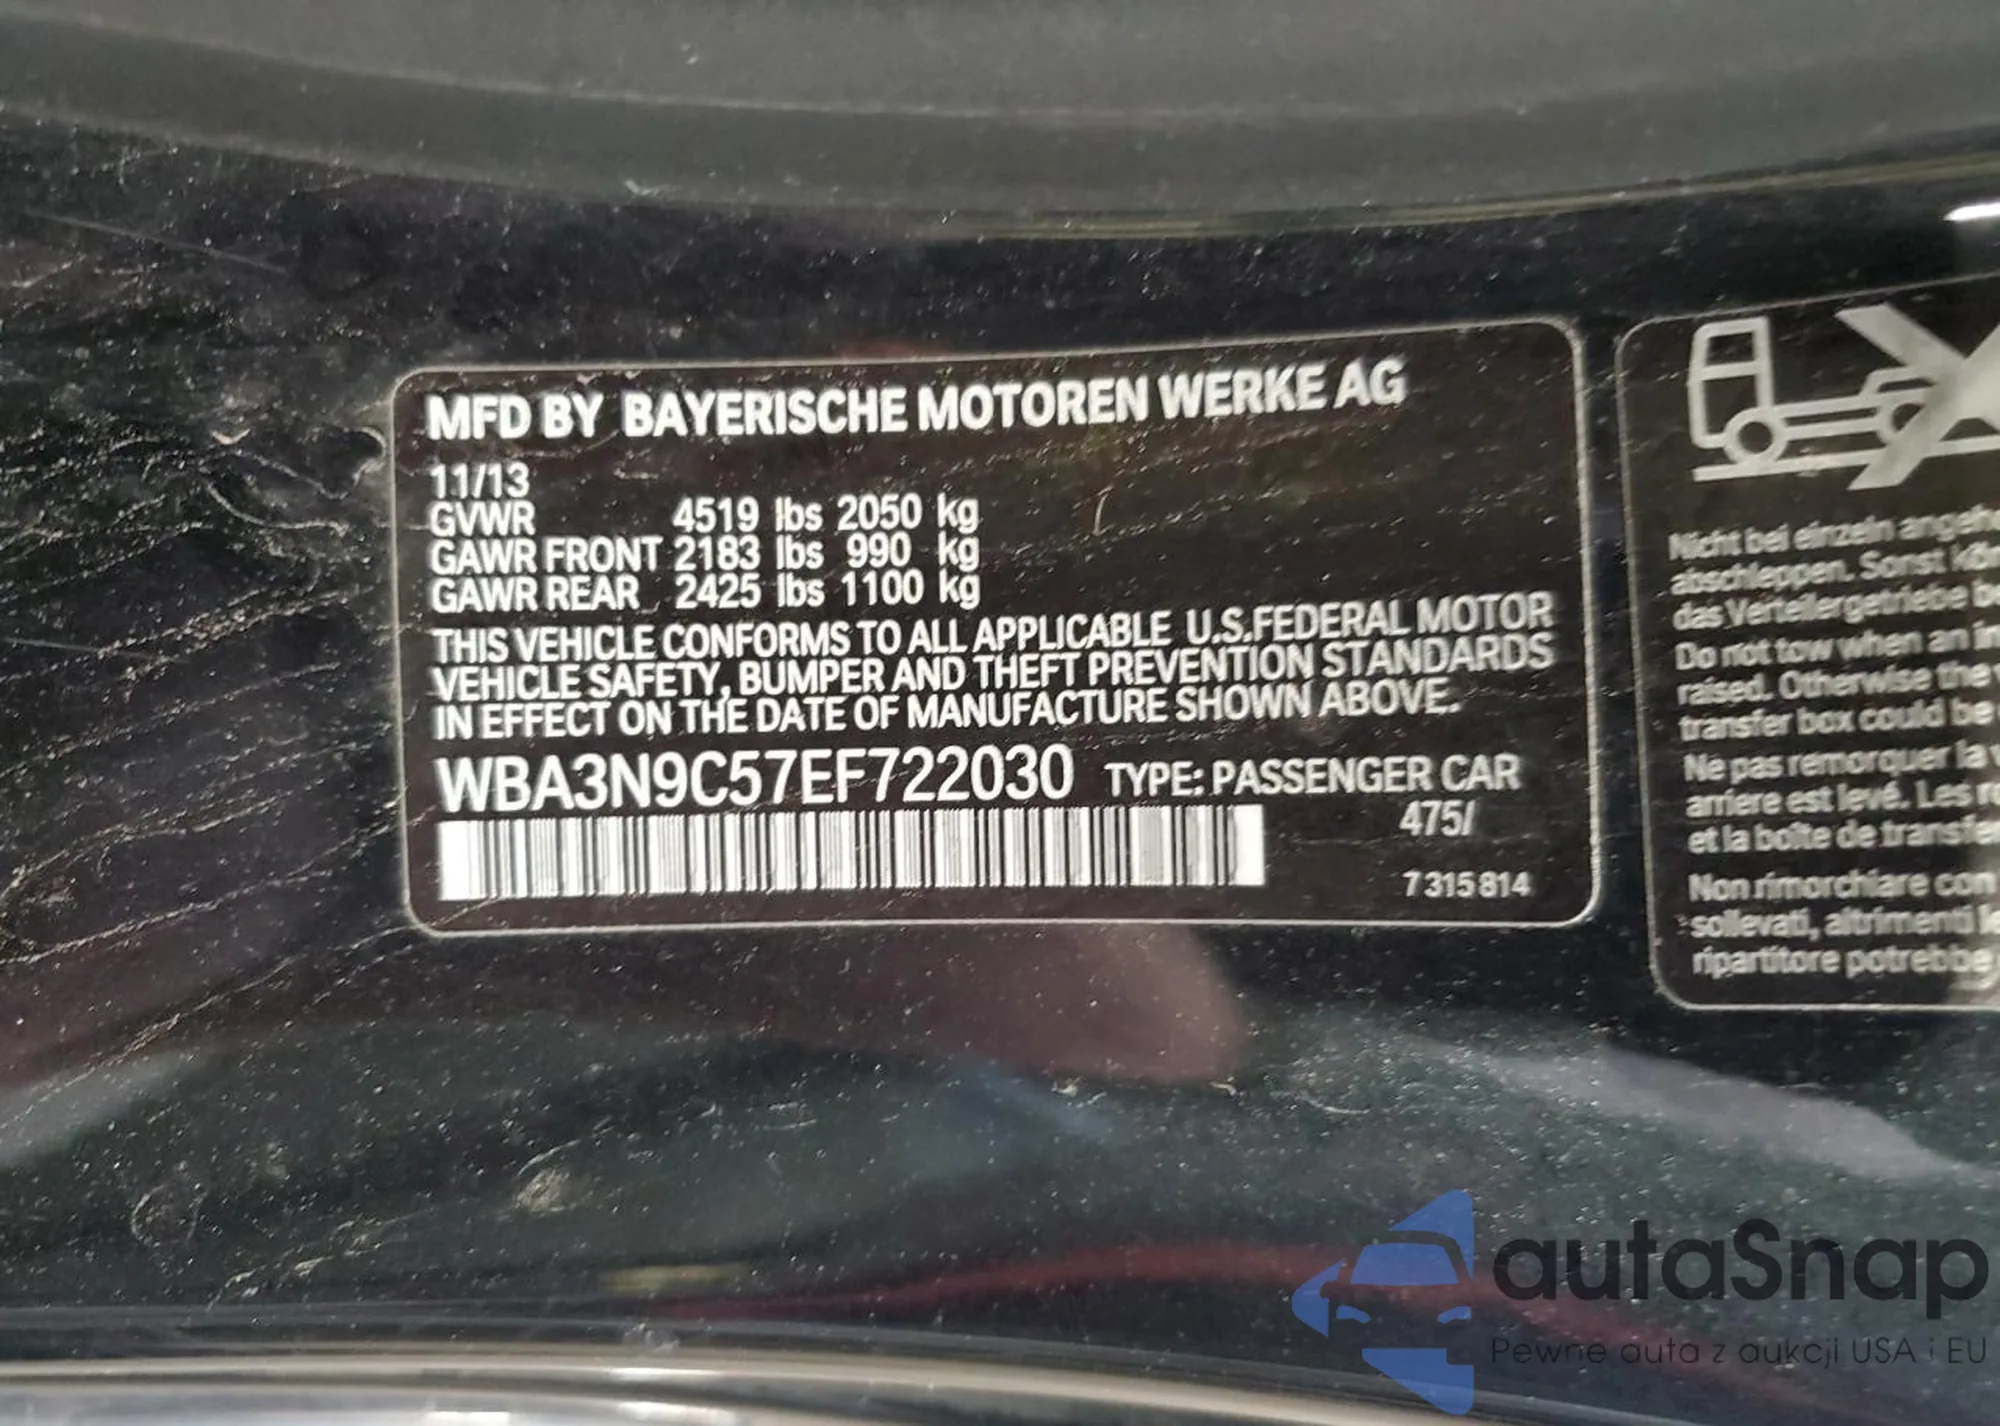 MFD BY BAYERISCHE MOTOREN WERKE AG
11/13
GVWR 4519 lbs 2050 kg
GAWR FRONT 2183 lbs 990 kg
GAWR REAR 2425 lbs 1100 kg
THIS VEHICLE CONFORMS TO ALL APPLICABLE U.S.FEDERAL MOTOR
VEHICLE SAFETY, BUMPER AND THEFT PREVENTION STANDARDS
IN EFFECT ON THE DATE OF MANUFACTURE SHOWN ABOVE.
WBA3N9C57EF722030 TYPE: PASSENGER CAR
475/
7 315 814
Nicht bei einzeln
abschleppen. Sonst
das Verteilergetriebe
Do not tow when an
raised. Otherwise the
transfer box could be
Ne pas remorquer la
arriere est levé. Les
et la boîte de
Non rimorchiare con
sollevati, altrimenti
ripartitore potrebbe
autaSnap
Pewne auta z aukcji USA i EU